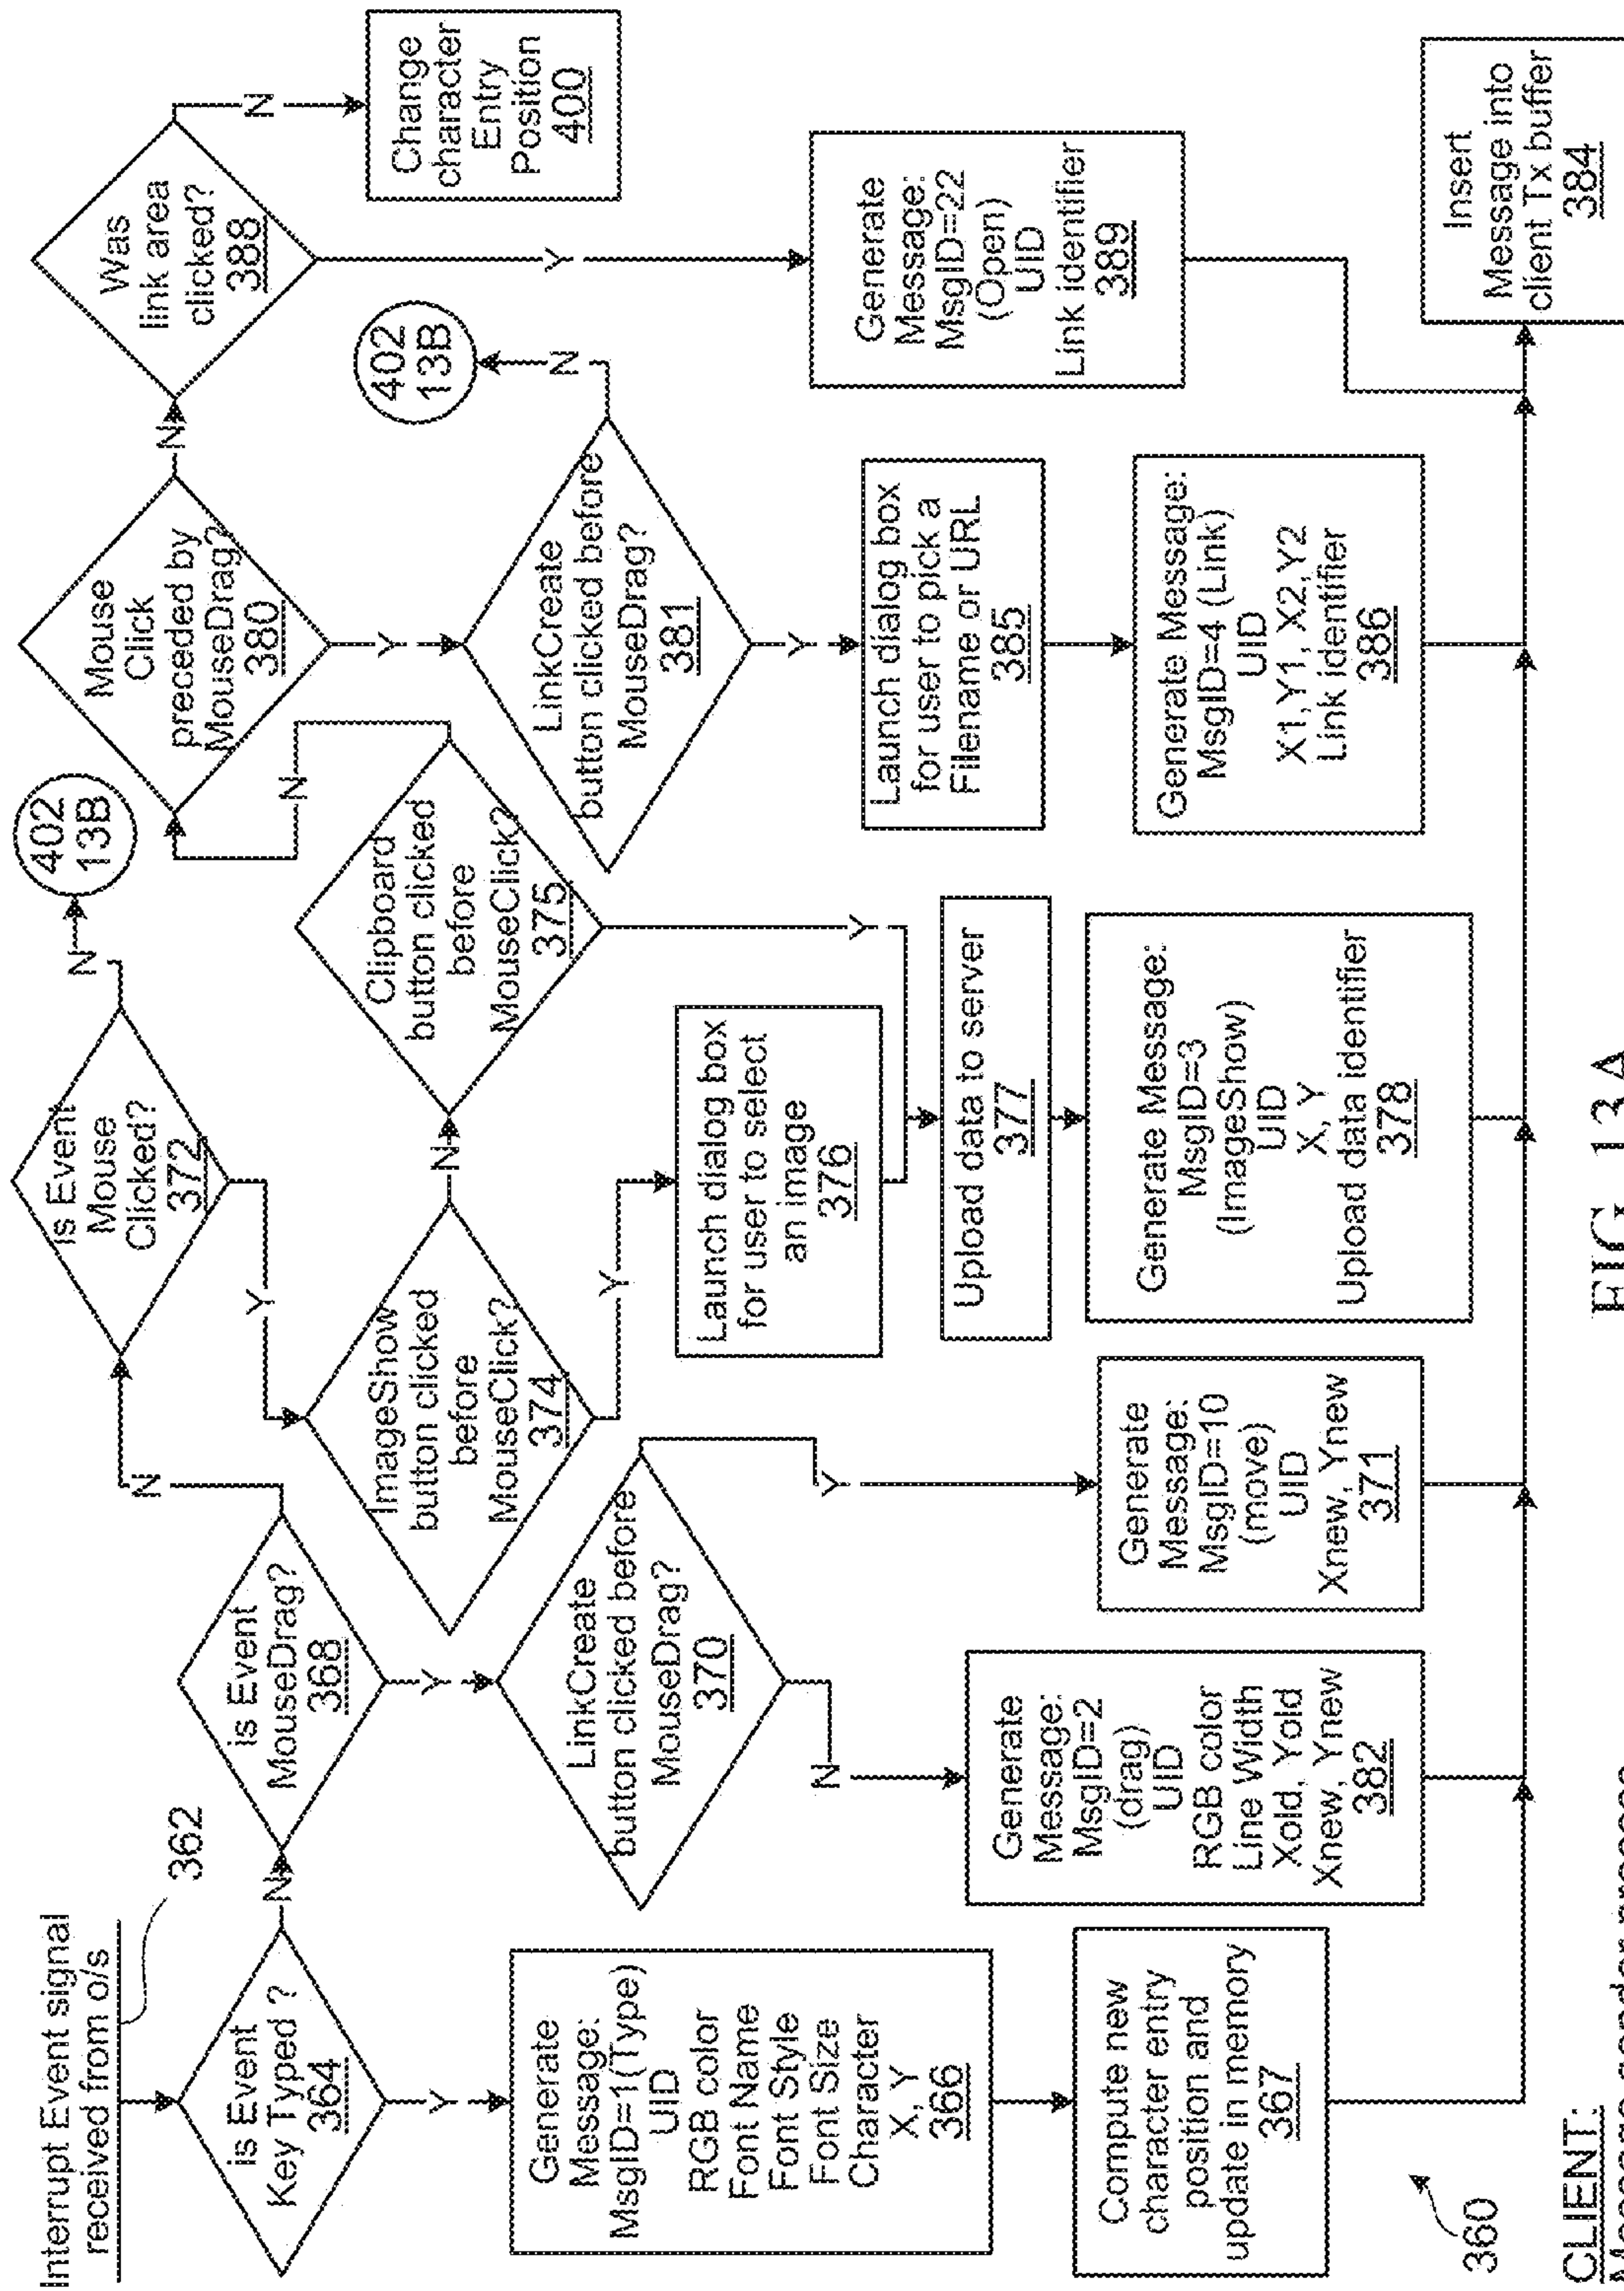 Interrupt Event signal
received from o/s
362
is Event
Key Typed ?
364
N
Y
Generate
Message:
MsgID=1(Type)
UID
RGB color
Font Name
Font Style
Font Size
Character
X, Y
366
Compute new
character entry
position and
update in memory
367
is Event
MouseDrag?
368
N
Y
LinkCreate
button clicked before
MouseDrag?
370
N
Y
Generate
Message:
MsgID=2
(drag)
UID
RGB color
Line Width
Xold, Yold
Xnew, Ynew
382
Generate
Message:
MsgID=10
(move)
UID
Xnew, Ynew
371
is Event
Mouse
Clicked?
372
N
402
13B
Y
ImageShow
button clicked
before
MouseClick?
374
N
Y
Launch dialog box
for user to select
an image
376
Clipboard
button clicked
before
MouseClick?
375
N
Y
Upload data to server
377
Generate Message:
MsgID=3
(ImageShow)
UID
X, Y
Upload data identifier
378
Mouse
Click
preceded by
MouseDrag?
380
N
Y
LinkCreate
button clicked before
MouseDrag?
381
N
402
13B
Y
Launch dialog box
for user to pick a
Filename or URL
385
Generate Message:
MsgID=4 (Link)
UID
X1,Y1, X2,Y2
Link identifier
386
Was
link area
clicked?
388
N
Change
character
Entry
Position
400
Y
Generate
Message:
MsgID=22
(Open)
UID
Link identifier
389
Insert
Message into
client Tx buffer
384
360
CLIENT:
Message sender process
FIG. 13A